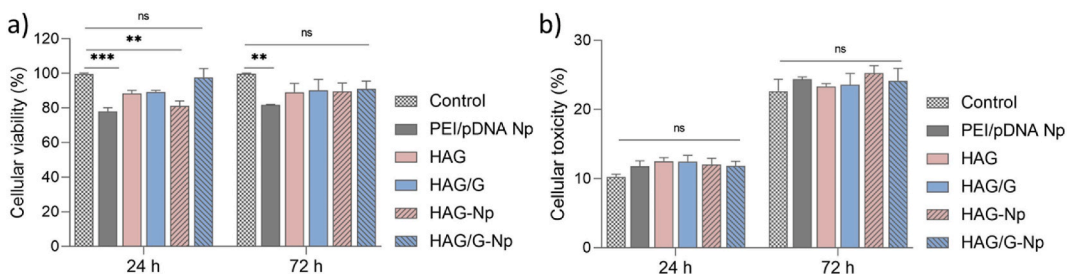 a)
ns
**
***
ns
**
Cellular viability (%)
120
100
80
60
40
20
0
24 h
72 h
Control
PEI/pDNA Np
HAG
HAG/G
HAG-Np
HAG/G-Np
b)
ns
ns
Cellular toxicity (%)
30
20
10
0
24 h
72 h
Control
PEI/pDNA Np
HAG
HAG/G
HAG-Np
HAG/G-Np